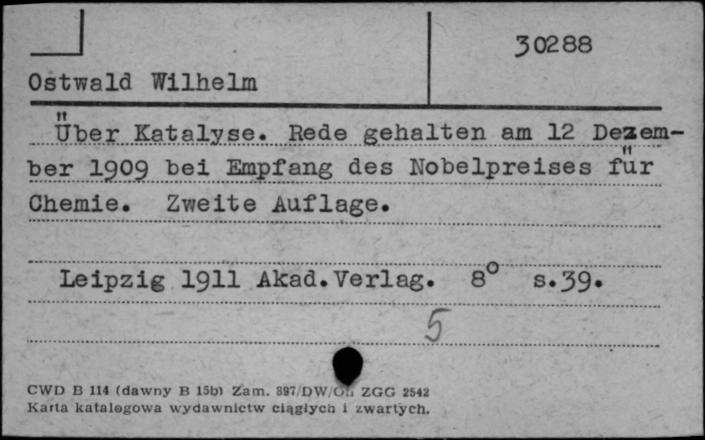 30288
Ostwald Wilhelm
Über Katalyse. Rede gehalten am 12 Dezem-
ber 1909 bei Empfang des Nobelpreises für
Chemie. Zweite Auflage.
Leipzig 1911 Akad.Verlag. 8° s.39.
5
CWD B 114 (dawny B 15b) Zam. 897/DW/ ZGG 2542
Karta katalogowa wydawnictw ciągłych i zwartych.